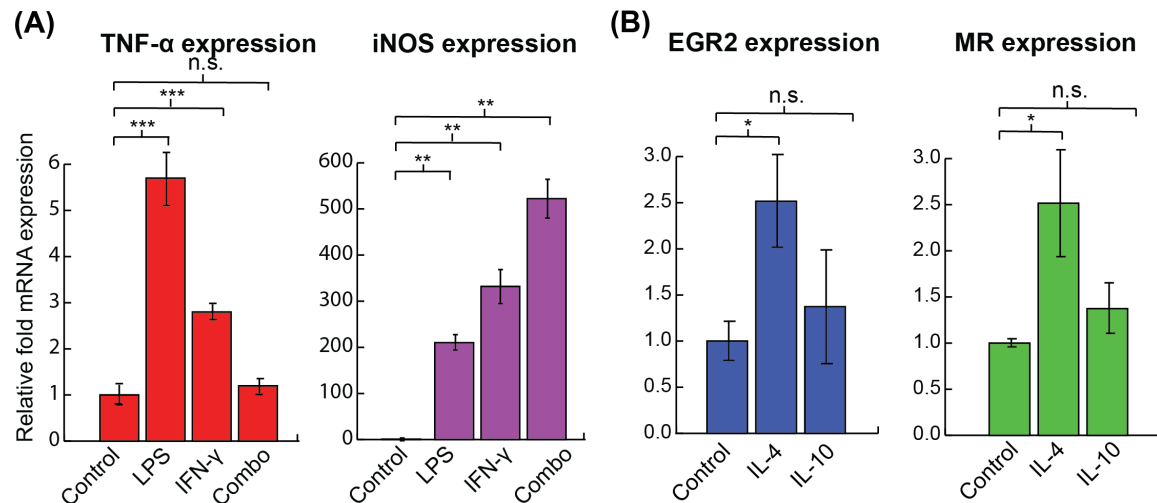 (A)
TNF-α expression
n.s.
***
***
Relative fold mRNA expression
6
5
4
3
2
1
0
Control
LPS
IFN-γ
Combo
iNOS expression
**
**
**
600
500
400
300
200
100
0
Control
LPS
IFN-γ
Combo
(B)
EGR2 expression
n.s.
*
3.0
2.5
2.0
1.5
1.0
0.5
0.0
Control
IL-4
IL-10
MR expression
n.s.
*
3.0
2.5
2.0
1.5
1.0
0.5
0.0
Control
IL-4
IL-10